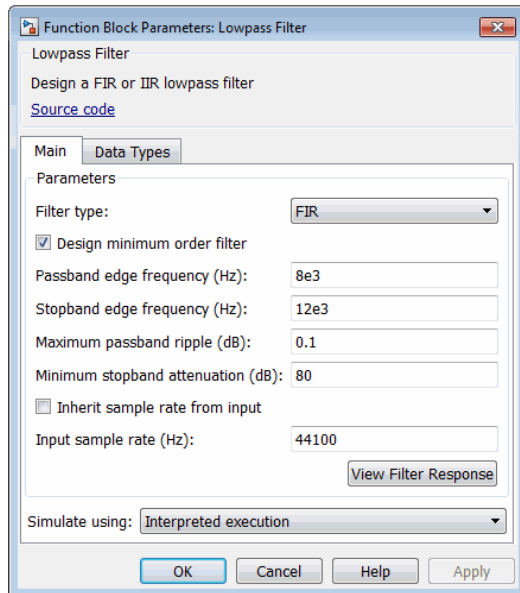 Function Block Parameters: Lowpass Filter
Lowpass Filter
Design a FIR or IIR lowpass filter
Source code
Main Data Types
Parameters
Filter type: FIR
Design minimum order filter
Passband edge frequency (Hz): 8e3
Stopband edge frequency (Hz): 12e3
Maximum passband ripple (dB): 0.1
Minimum stopband attenuation (dB): 80
Inherit sample rate from input
Input sample rate (Hz): 44100
View Filter Response
Simulate using: Interpreted execution
OK Cancel Help Apply